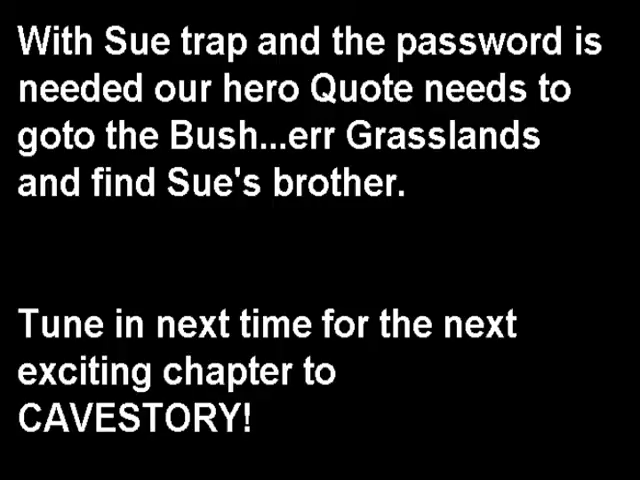 With Sue trap and the password is
needed our hero Quote needs to
goto the Bush...err Grasslands
and find Sue's brother.
Tune in next time for the next
exciting chapter to
CAVESTORY!